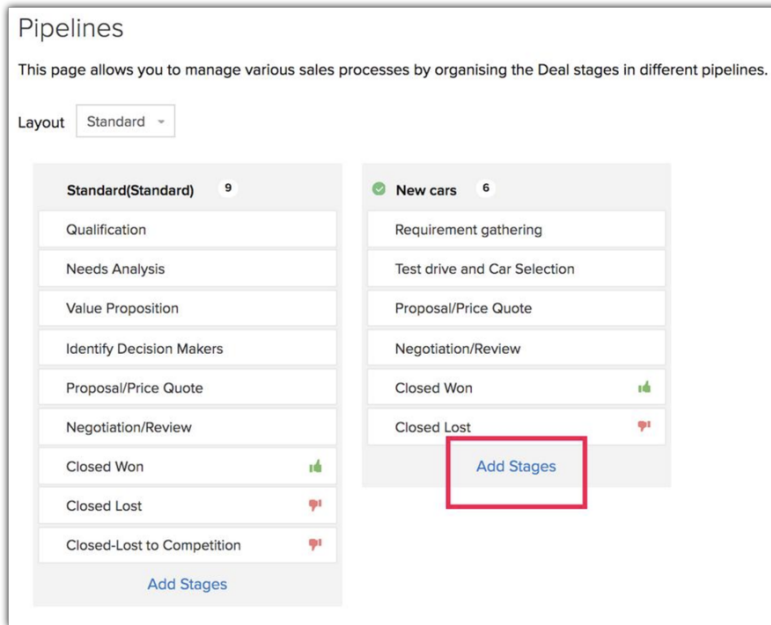 Pipelines
This page allows you to manage various sales processes by organising the Deal stages in different pipelines.
Layout Standard
Standard(Standard) 9
Qualification
Needs Analysis
Value Proposition
Identify Decision Makers
Proposal/Price Quote
Negotiation/Review
Closed Won
Closed Lost
Closed-Lost to Competition
Add Stages
New cars 6
Requirement gathering
Test drive and Car Selection
Proposal/Price Quote
Negotiation/Review
Closed Won
Closed Lost
Add Stages